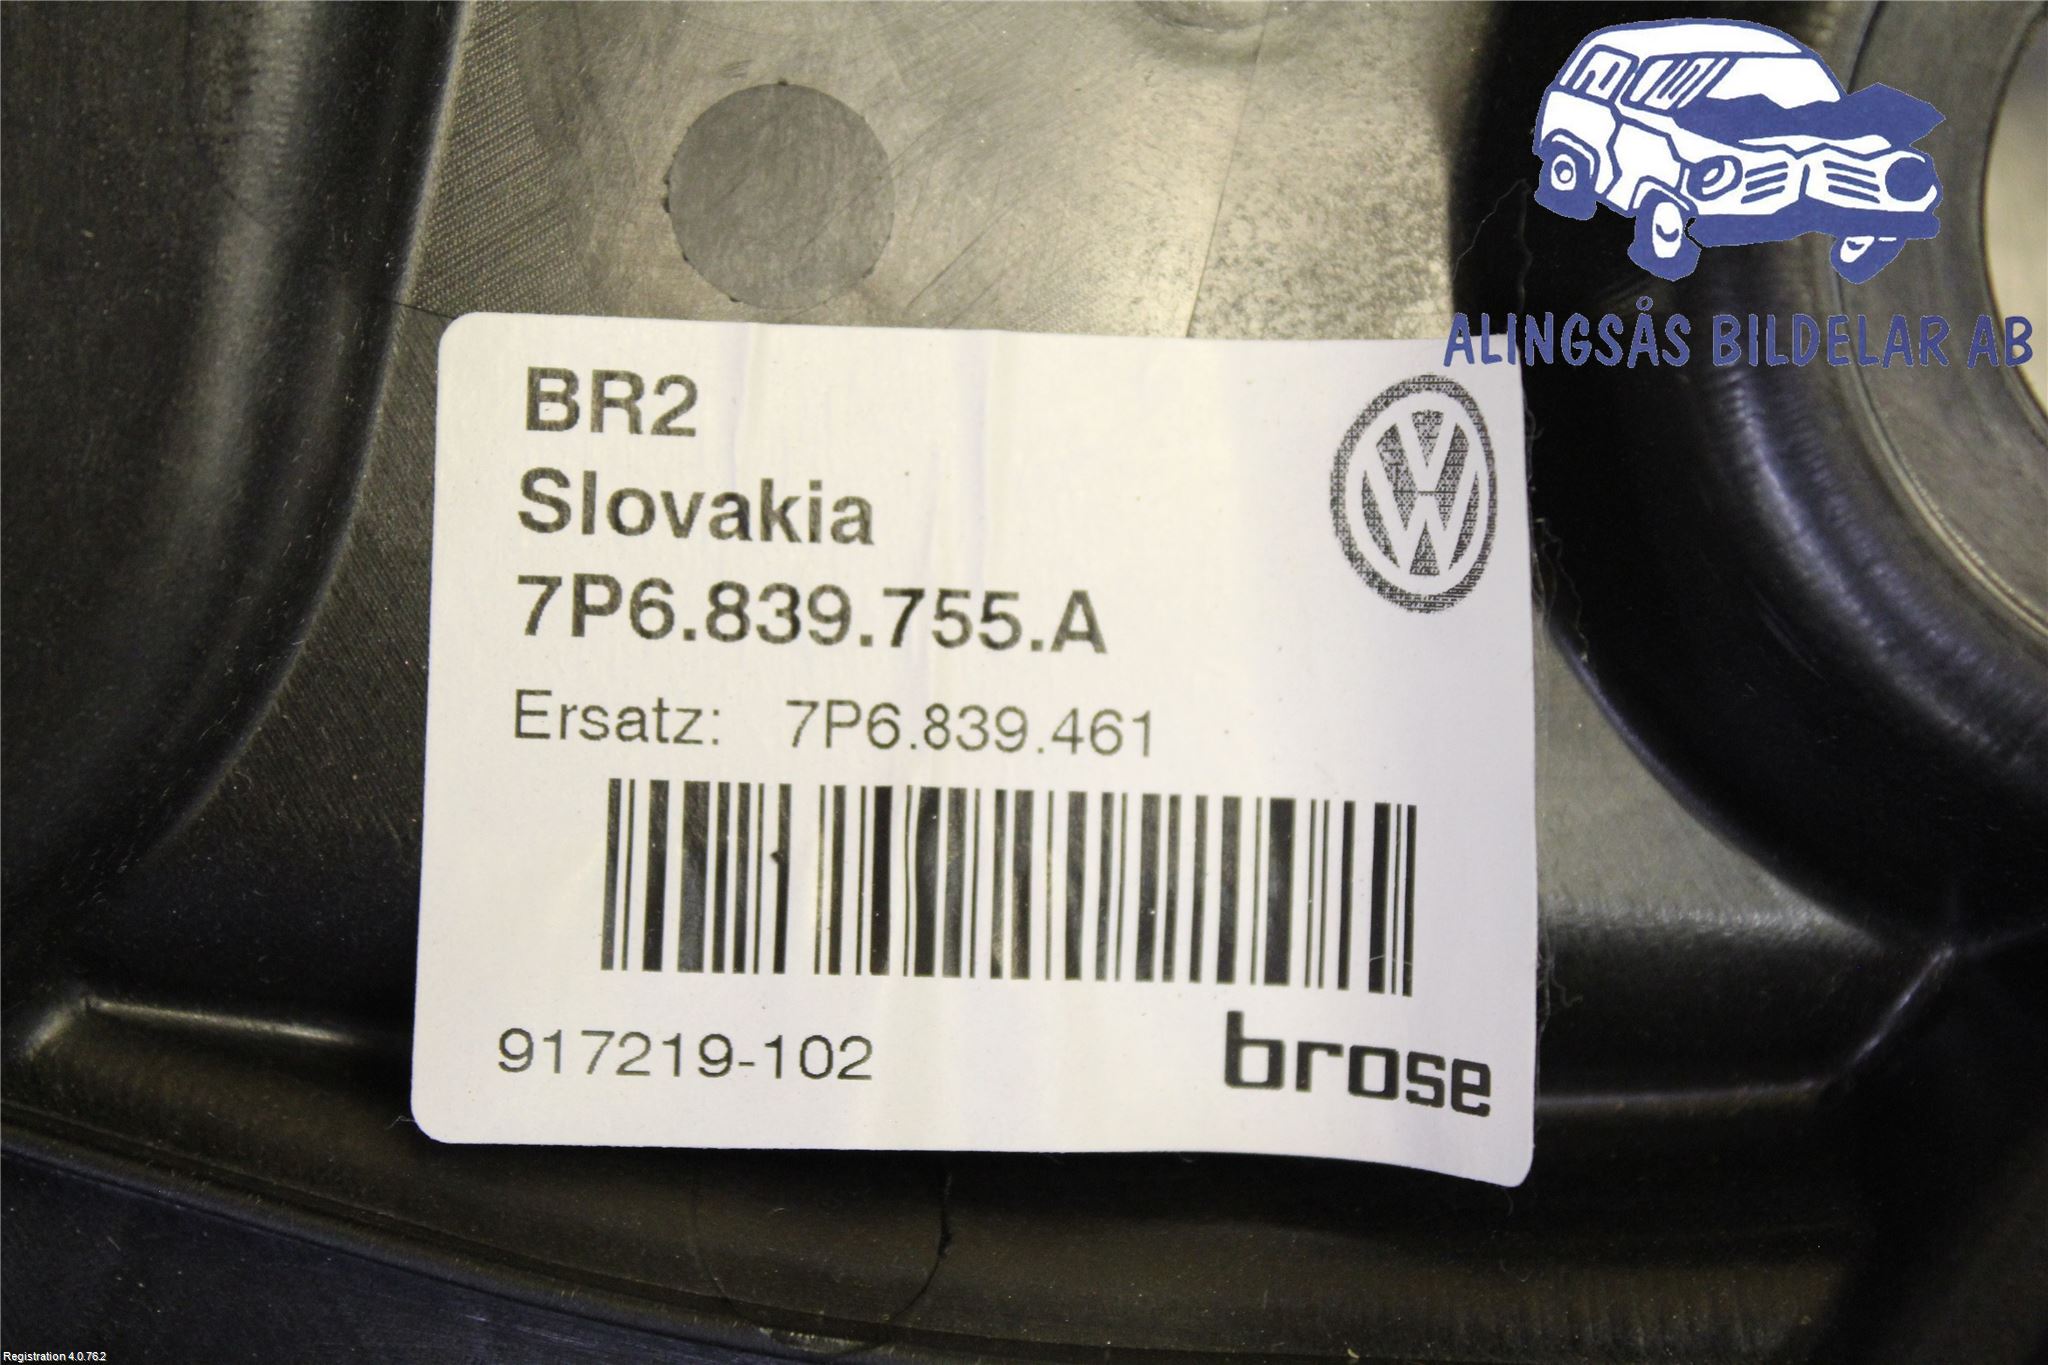 ALINGSÅS BILDELAR AB
BR2
Slovakia
7P6.839.755.A
Ersatz: 7P6.839.461
917219-102
brose
Registration 4.0.76.2